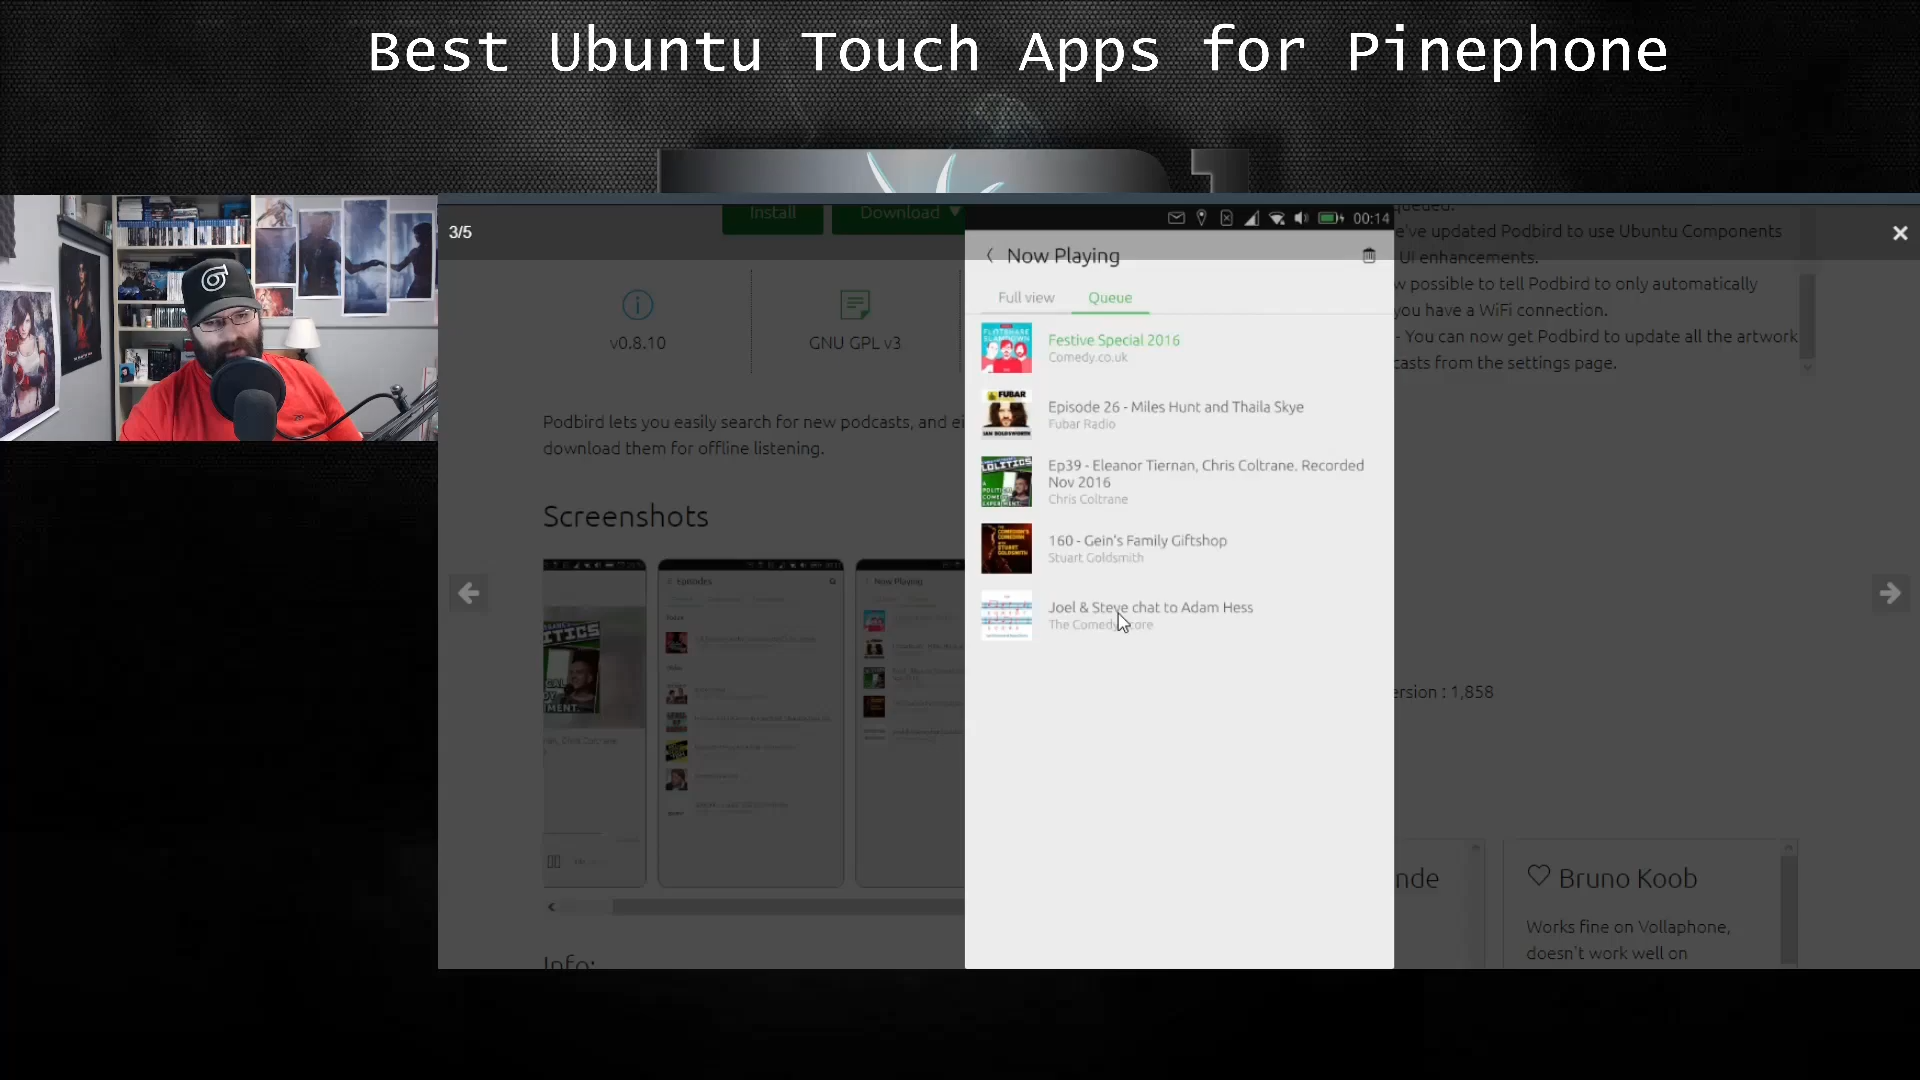 Best Ubuntu Touch Apps for Pinephone
3/5
Install
Download
00:14
Now Playing
Full view
Queue
Festive Special 2016
Comedy.co.uk
Episode 26 - Miles Hunt and Thaila Skye
Fubar Radio
Ep39 - Eleanor Tiernan, Chris Coltrane. Recorded
Nov 2016
Chris Coltrane
160 - Gein's Family Giftshop
Stuart Goldsmith
Joel & Steve chat to Adam Hess
The Comedy
v0.8.10
GNU GPL v3
Podbird lets you easily search for new podcasts, and
download them for offline listening.
Screenshots
Episodes
Now Playing
Info:
've updated Podbird to use Ubuntu Components
UI enhancements.
possible to tell Podbird to only automatically
you have a WiFi connection.
- You can now get Podbird to update all the artwork
casts from the settings page.
ersion : 1,858
nde
Bruno Koob
Works fine on Vollaphone,
doesn't work well on
FUBAR